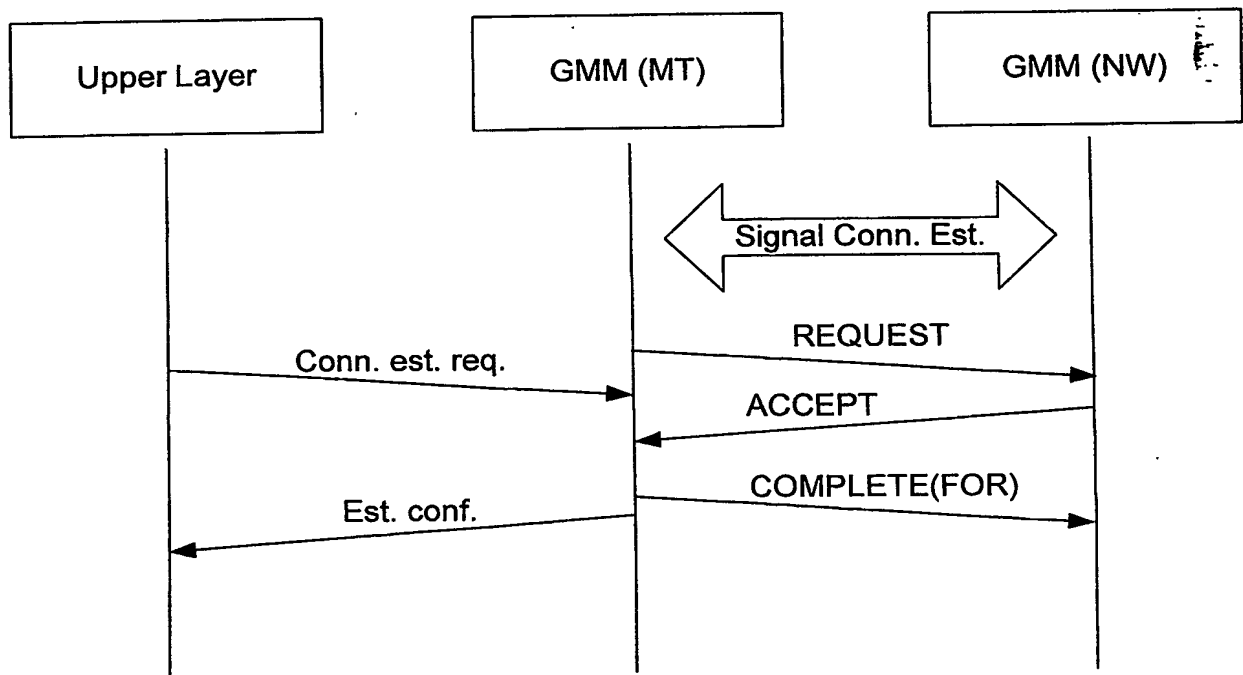 Upper Layer
GMM (MT)
GMM (NW)
Signal Conn. Est.
REQUEST
Conn. est. req.
ACCEPT
COMPLETE(FOR)
Est. conf.